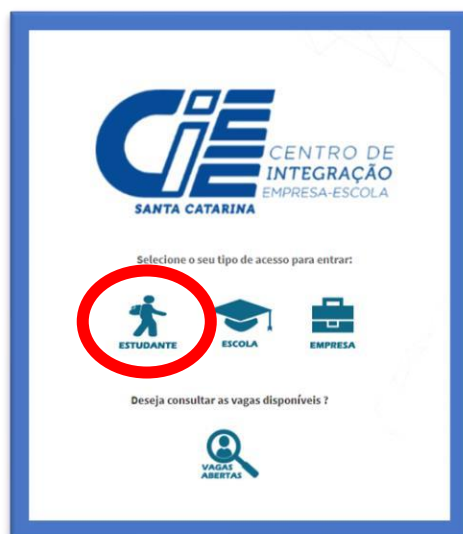 CIEE
CENTRO DE
INTEGRAÇÃO
EMPRESA-ESCOLA
SANTA CATARINA
Selecione o seu tipo de acesso para entrar:
ESTUDANTE
ESCOLA
EMPRESA
Deseja consultar as vagas disponíveis ?
VAGAS
ABERTAS